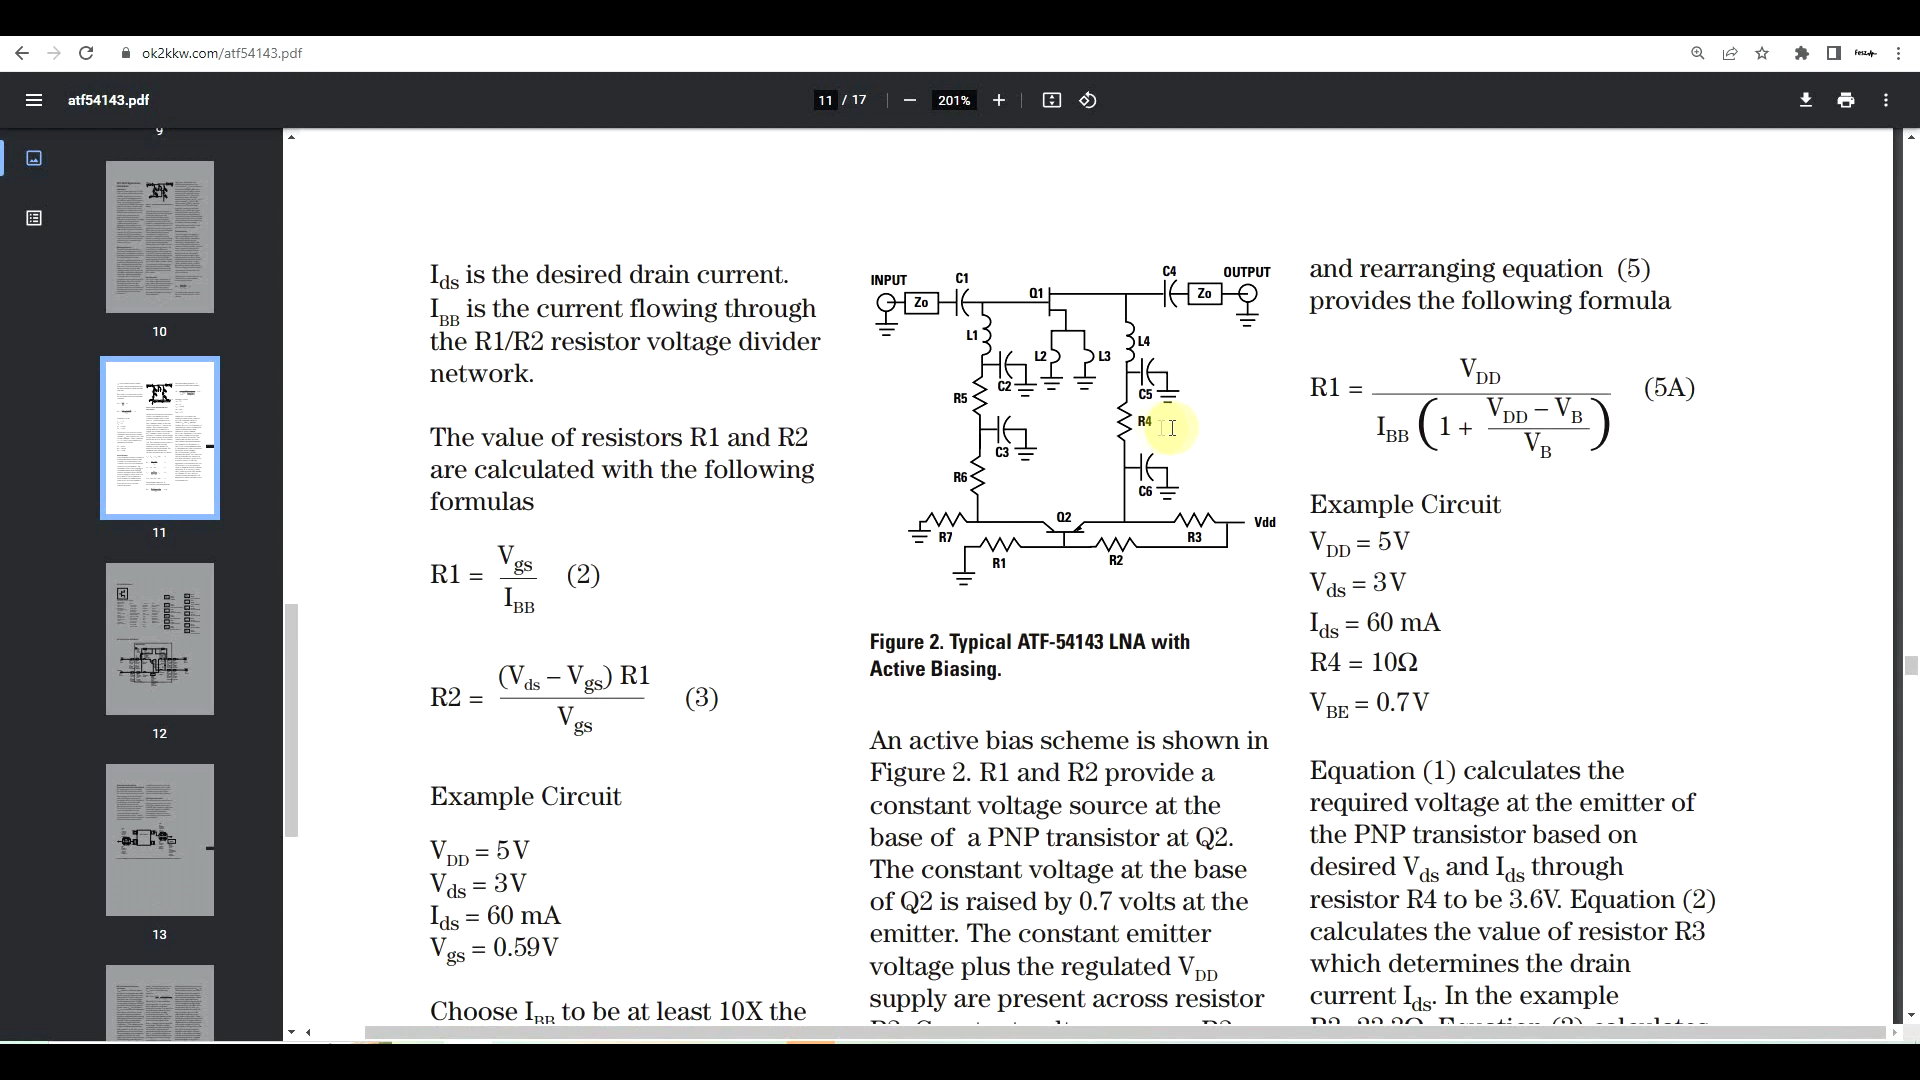 ok2kkw.com/atf54143.pdf
fesz
atf54143.pdf
11 / 17
201%
9
10
11
12
13
Ids is the desired drain current.
IBB is the current flowing through
the R1/R2 resistor voltage divider
network.
The value of resistors R1 and R2
are calculated with the following
formulas
R1 = Vgs / IBB (2)
R2 = (Vds – Vgs) R1 / Vgs (3)
Example Circuit
VDD = 5V
Vds = 3V
Ids = 60 mA
Vgs = 0.59V
Choose IBB to be at least 10X the
INPUT
C1
C4
OUTPUT
Zo
Q1
Zo
L1
L2
L3
L4
C2
C5
R5
R4
C3
R6
C6
Q2
Vdd
R7
R3
R1
R2
Figure 2. Typical ATF-54143 LNA with
Active Biasing.
An active bias scheme is shown in
Figure 2. R1 and R2 provide a
constant voltage source at the
base of a PNP transistor at Q2.
The constant voltage at the base
of Q2 is raised by 0.7 volts at the
emitter. The constant emitter
voltage plus the regulated VDD
supply are present across resistor
and rearranging equation (5)
provides the following formula
R1 = VDD / IBB (1 + VDD – VB / VB) (5A)
Example Circuit
VDD = 5V
Vds = 3V
Ids = 60 mA
R4 = 10Ω
VBE = 0.7V
Equation (1) calculates the
required voltage at the emitter of
the PNP transistor based on
desired Vds and Ids through
resistor R4 to be 3.6V. Equation (2)
calculates the value of resistor R3
which determines the drain
current Ids. In the example